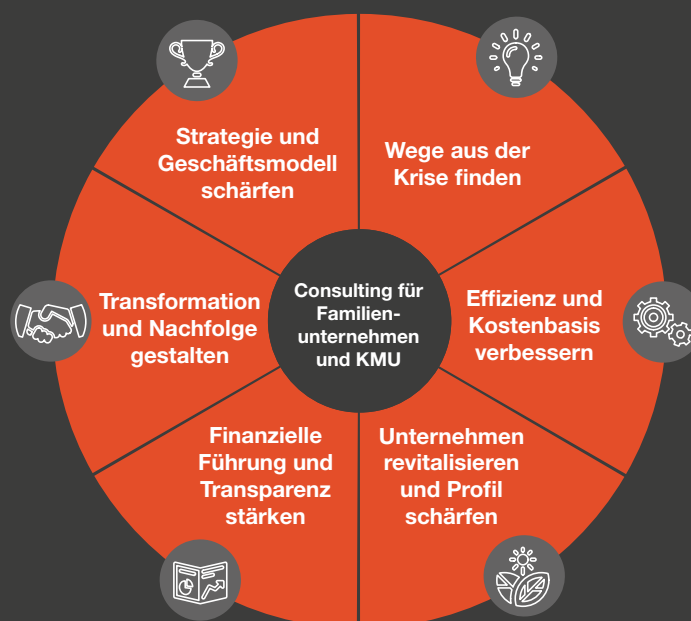 Strategie und
Geschäftsmodell
schärfen
Wege aus der
Krise finden
Transformation
und Nachfolge
gestalten
Consulting für
Familien-
unternehmen
und KMU
Effizienz und
Kostenbasis
verbessern
Finanzielle
Führung und
Transparenz
stärken
Unternehmen
revitalisieren
und Profil
schärfen